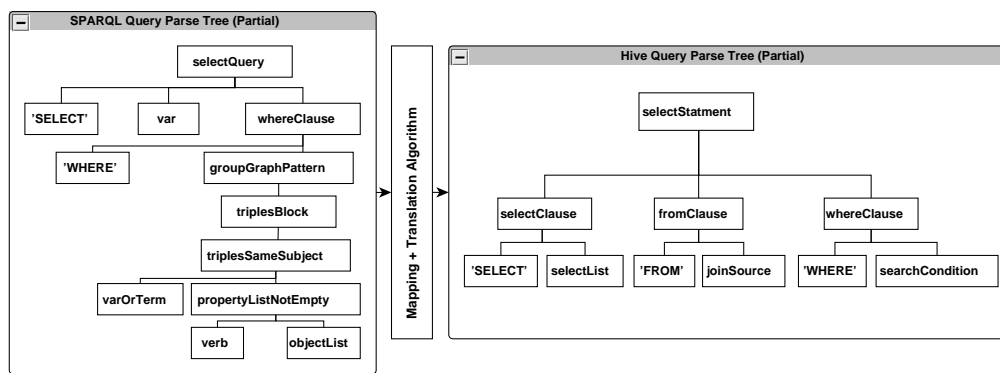 SPARQL Query Parse Tree (Partial)
selectQuery
'SELECT'
var
whereClause
'WHERE'
groupGraphPattern
triplesBlock
triplesSameSubject
varOrTerm
propertyListNotEmpty
verb
objectList
Mapping + Translation Algorithm
Hive Query Parse Tree (Partial)
selectStatment
selectClause
fromClause
whereClause
'SELECT'
selectList
'FROM'
joinSource
'WHERE'
searchCondition